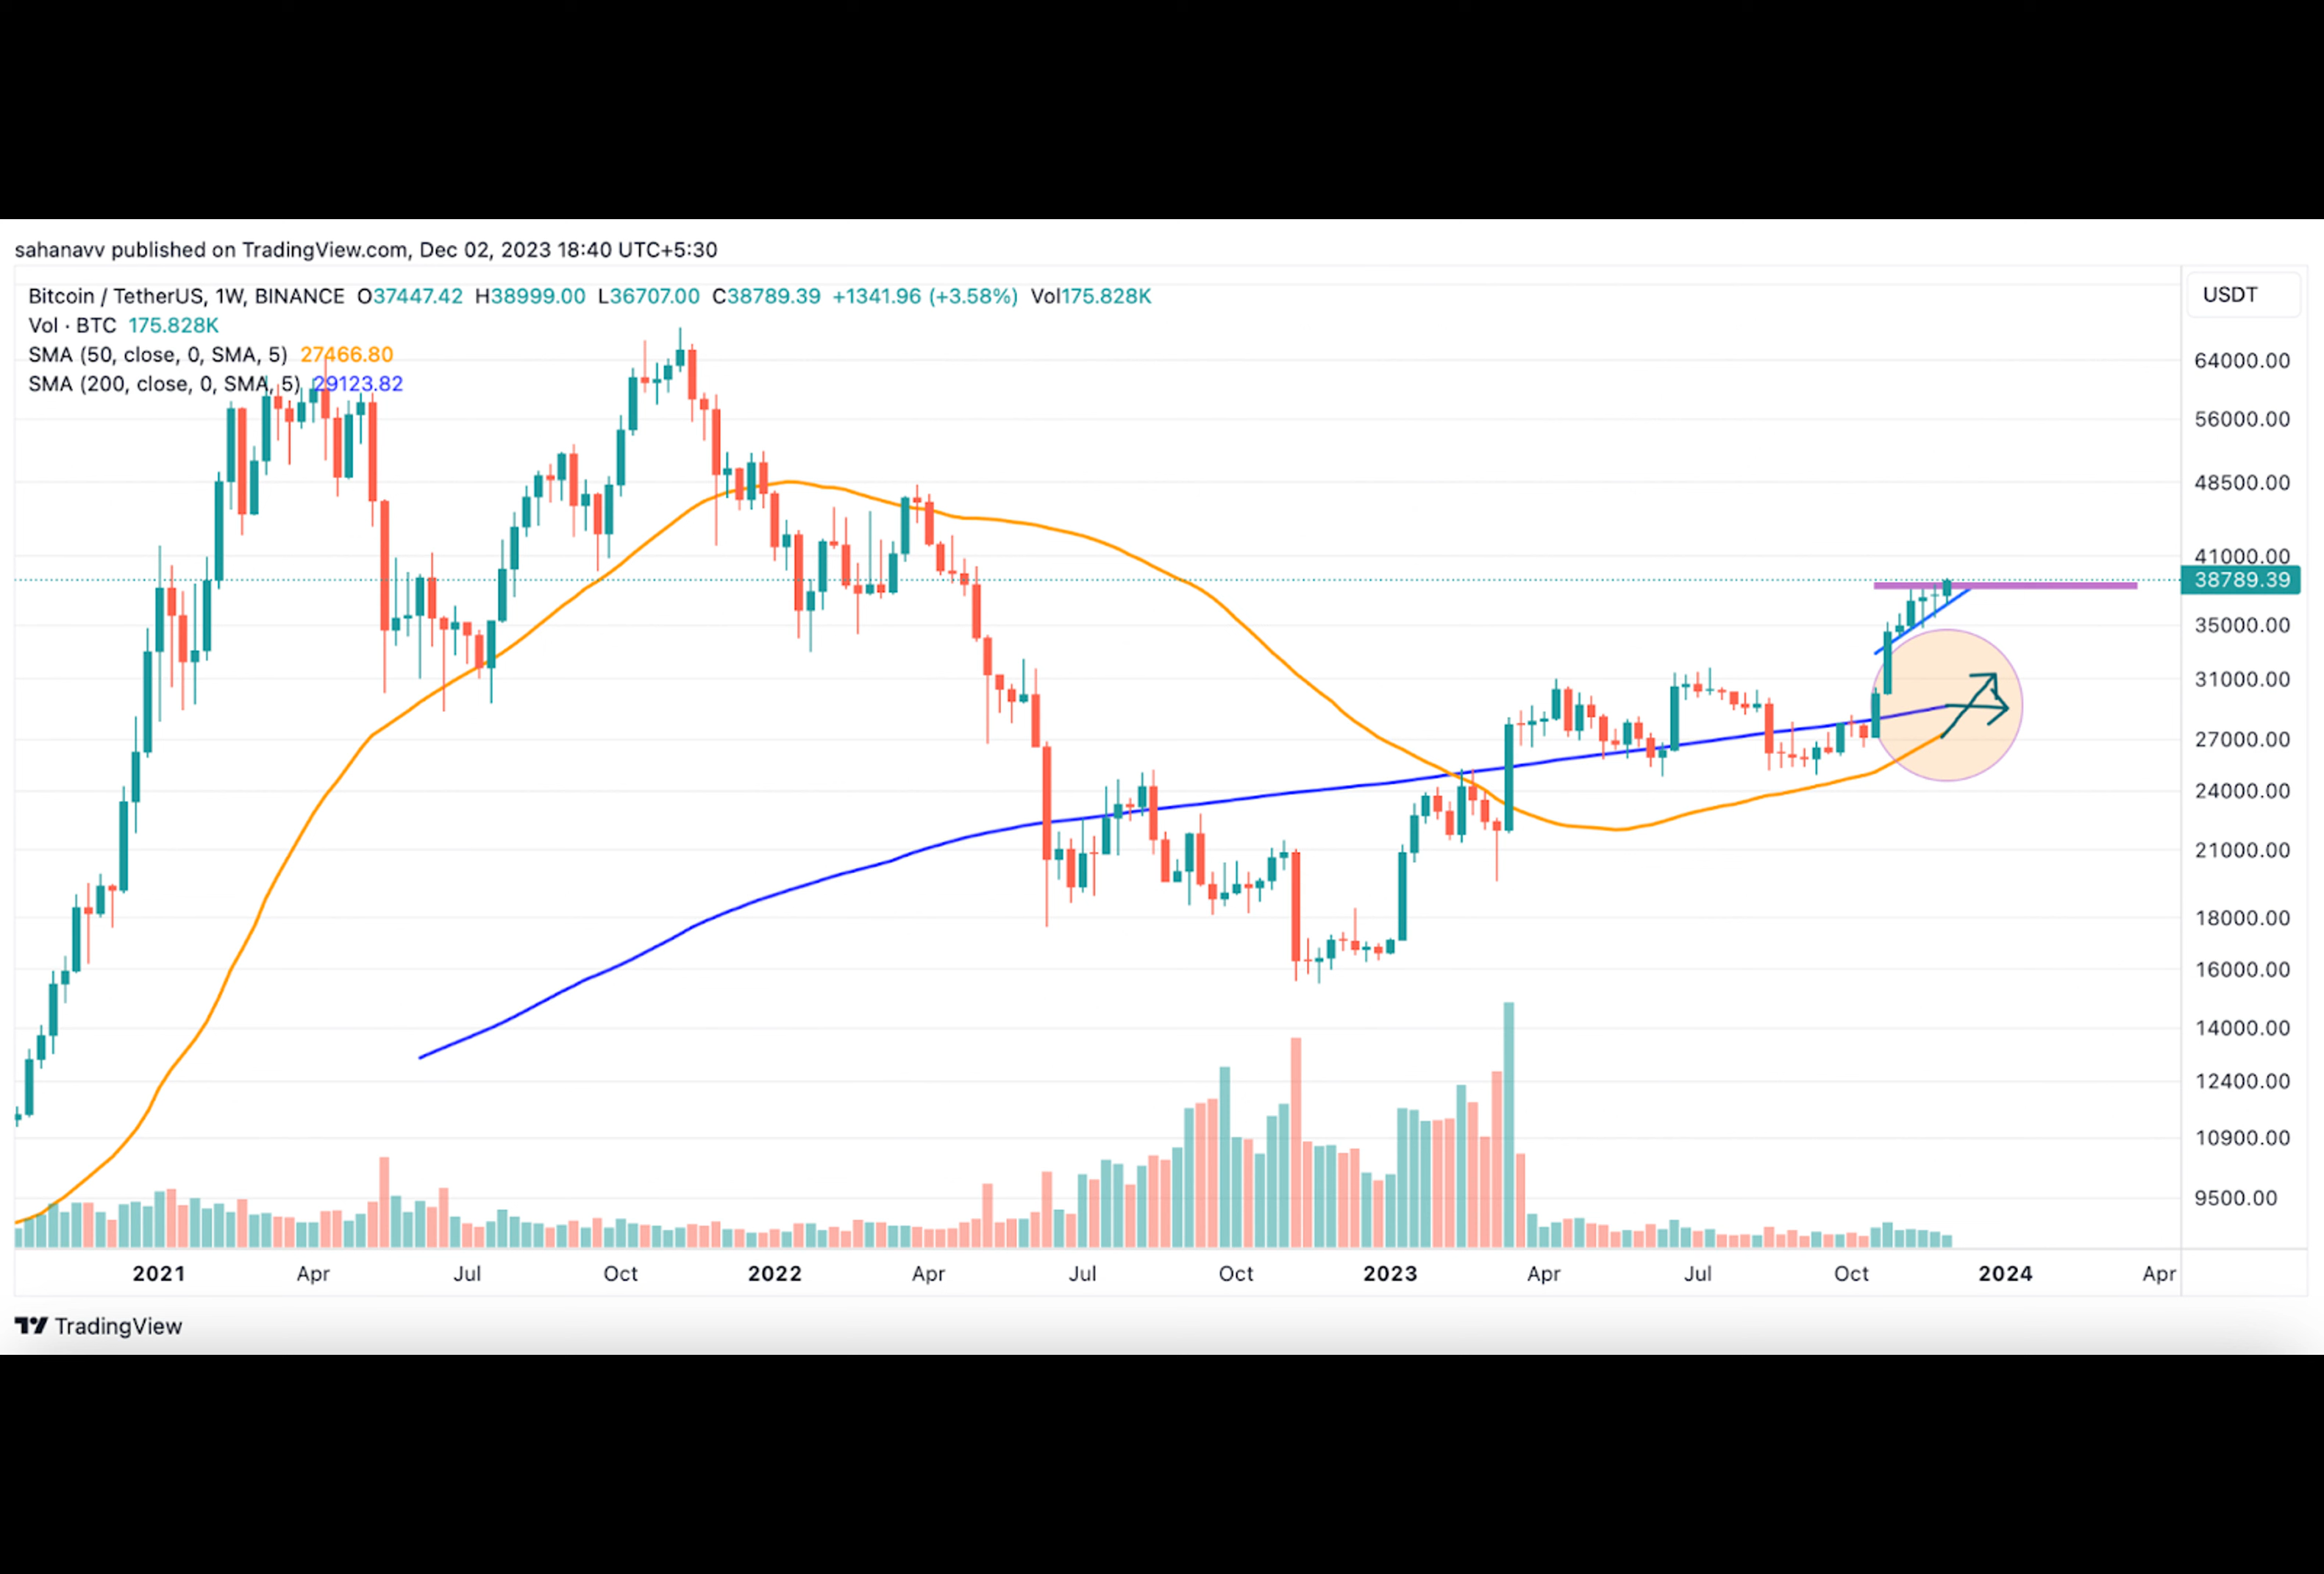 sahanavv published on TradingView.com, Dec 02, 2023 18:40 UTC+5:30
Bitcoin / TetherUS, 1W, BINANCE O37447.42 H38999.00 L36707.00 C38789.39 +1341.96 (+3.58%) Vol175.828K
USDT
Vol · BTC 175.828K
SMA (50, close, 0, SMA, 5) 27466.80
SMA (200, close, 0, SMA, 5) 29123.82
64000.00
56000.00
48500.00
41000.00
38789.39
35000.00
31000.00
27000.00
24000.00
21000.00
18000.00
16000.00
14000.00
12400.00
10900.00
9500.00
2021 Apr Jul Oct 2022 Apr Jul Oct 2023 Apr Jul Oct 2024 Apr
TradingView